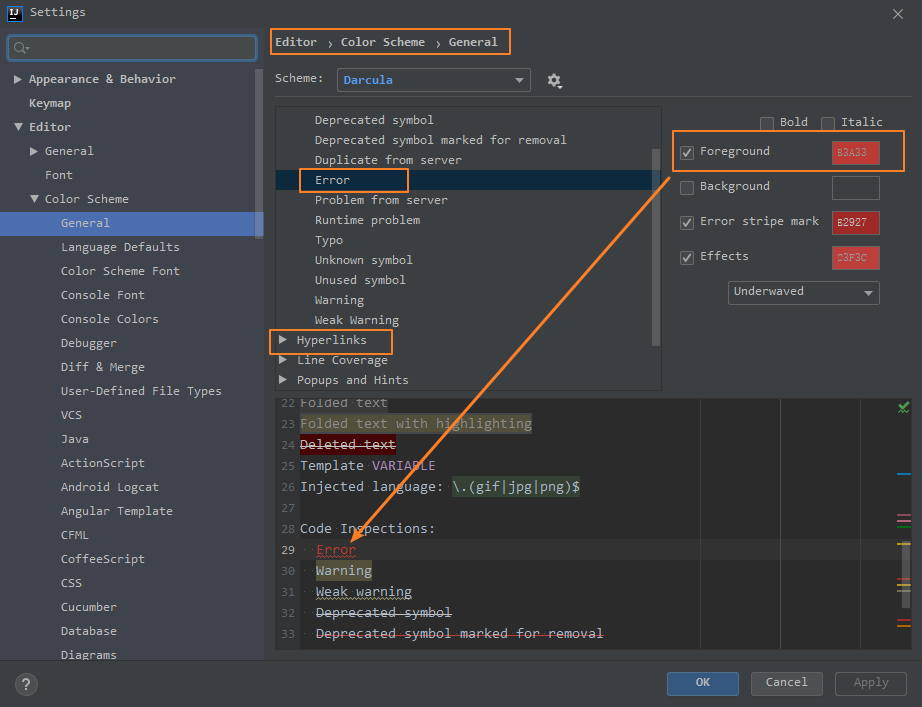 IJ Settings
Editor › Color Scheme › General
Scheme: Darcula
Appearance & Behavior
Keymap
Editor
General
Font
Color Scheme
General
Language Defaults
Color Scheme Font
Console Font
Console Colors
Debugger
Diff & Merge
User-Defined File Types
VCS
Java
ActionScript
Android Logcat
Angular Template
CFML
CoffeeScript
CSS
Cucumber
Database
Diagrams
Deprecated symbol
Deprecated symbol marked for removal
Duplicate from server
Error
Problem from server
Runtime problem
Typo
Unknown symbol
Unused symbol
Warning
Weak Warning
Hyperlinks
Line Coverage
Popups and Hints
Bold Italic
Foreground B3A33
Background
Error stripe mark E2927
Effects C3F3C
Underwaved
22 Folded text
23 Folded text with highlighting
24 Deleted text
25 Template VARIABLE
26 Injected language: \.(gif|jpg|png)$
27
28 Code Inspections:
29 Error
30 Warning
31 Weak warning
32 Deprecated symbol
33 Deprecated symbol marked for removal
? OK Cancel Apply